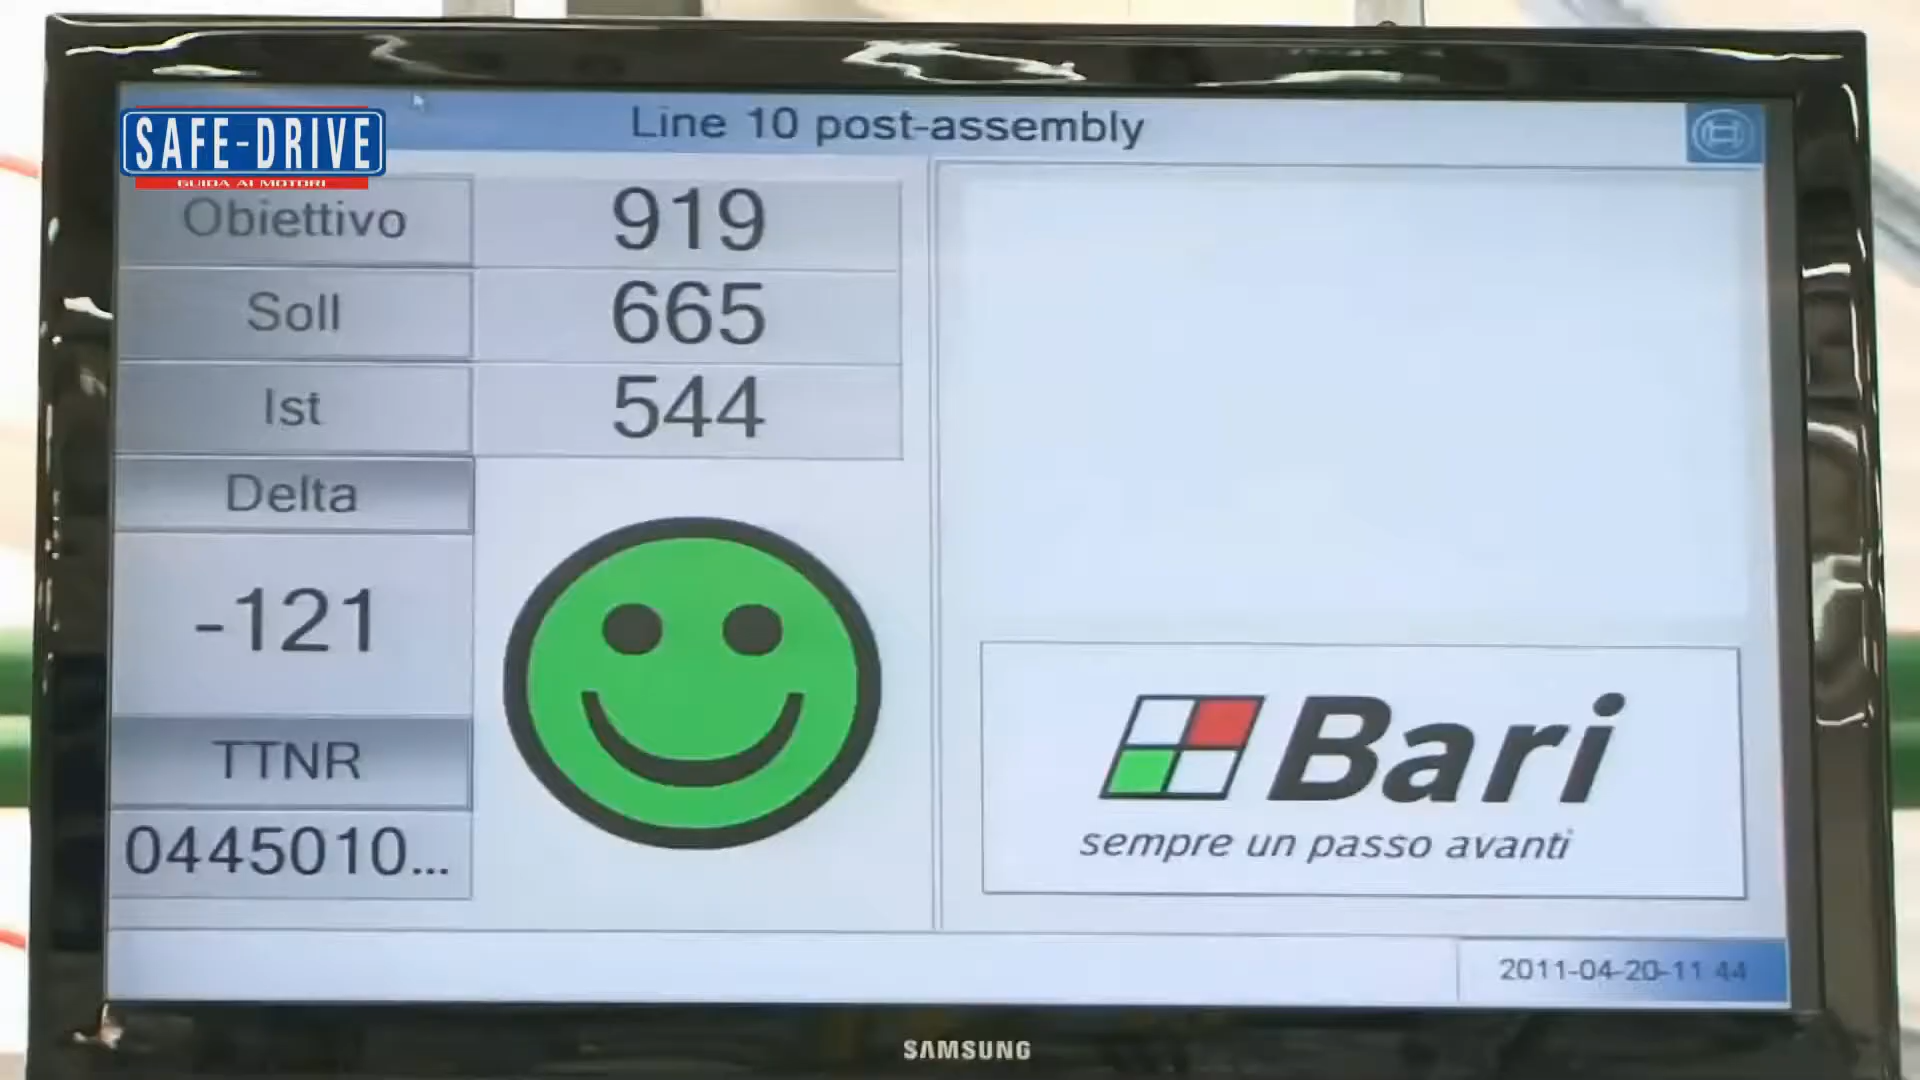 SAFE-DRIVE
GUIDA AI MOTORI
Line 10 post-assembly
Obiettivo 919
Soll 665
Ist 544
Delta
-121
TTNR
0445010...
Bari
sempre un passo avanti
2011-04-20-11 44
SAMSUNG